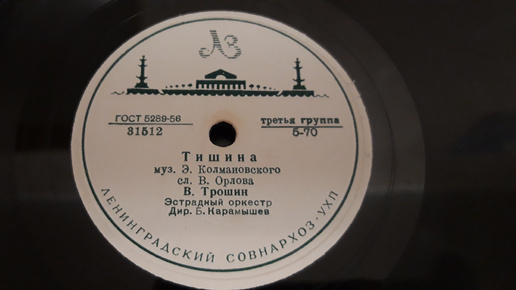 ЛЗ
ГОСТ 5289-56
31512
третья группа
5-70
Тишина
муз. Э. Колмановского
сл. В. Орлова
В. Трошин
Эстрадный оркестр
Дир. Б. Карамышев
ЛЕНИНГРАДСКИЙ СОВНАРХОЗ·УХП